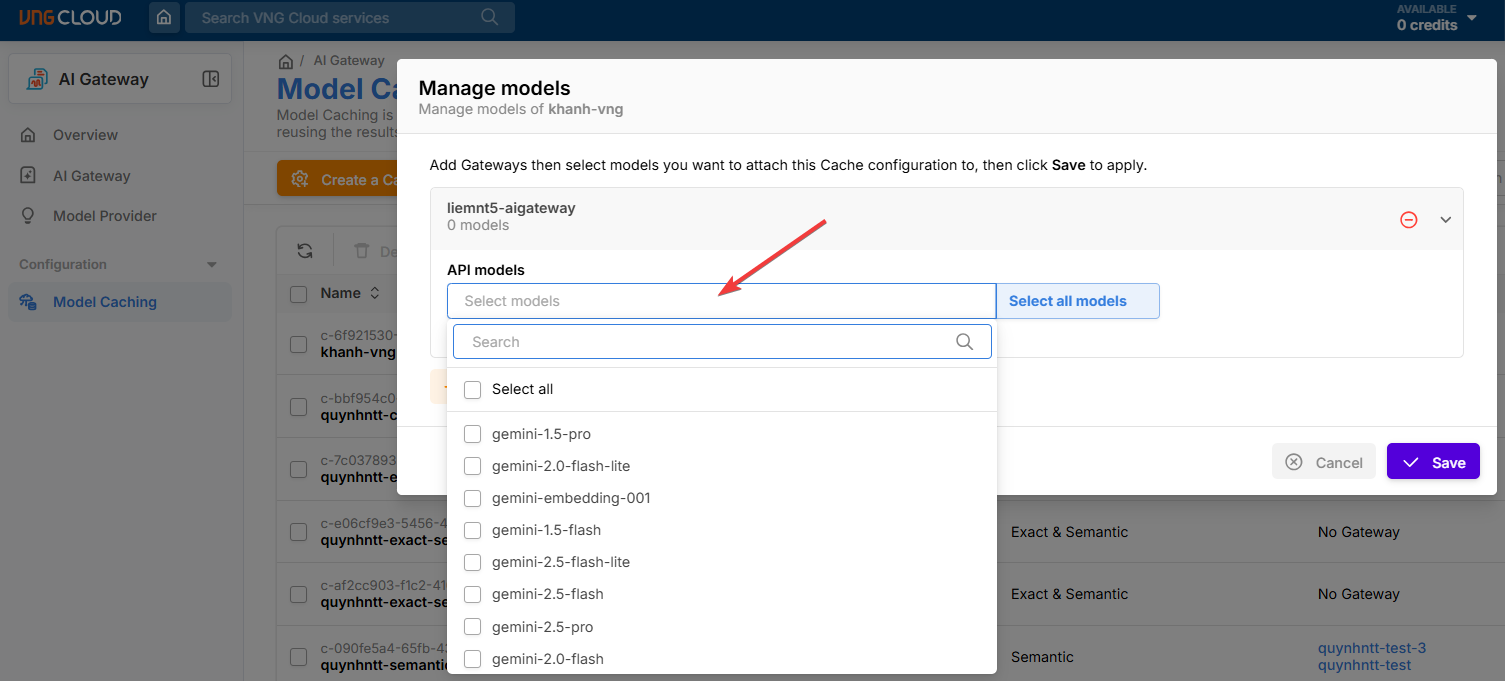 VNG CLOUD
Search VNG Cloud services
AVAILABLE
0 credits
AI Gateway
Overview
AI Gateway
Model Provider
Configuration
Model Caching
/ AI Gateway
Model Ca
Model Caching is
reusing the results
Create a Ca
De
Name
c-6f921530-
khanh-vng
c-bbf954c0
quynhntt-c
c-7c037893
quynhntt-e
c-e06cf9e3-5456-4
quynhntt-exact-se
Exact & Semantic
No Gateway
c-af2cc903-f1c2-41
quynhntt-exact-se
Exact & Semantic
No Gateway
c-090fe5a4-65fb-43
quynhntt-semantic
Semantic
quynhntt-test-3
quynhntt-test
Manage models
Manage models of khanh-vng
Add Gateways then select models you want to attach this Cache configuration to, then click Save to apply.
liemnt5-aigateway
0 models
API models
Select models
Select all models
Search
Select all
gemini-1.5-pro
gemini-2.0-flash-lite
gemini-embedding-001
gemini-1.5-flash
gemini-2.5-flash-lite
gemini-2.5-flash
gemini-2.5-pro
gemini-2.0-flash
Cancel
Save